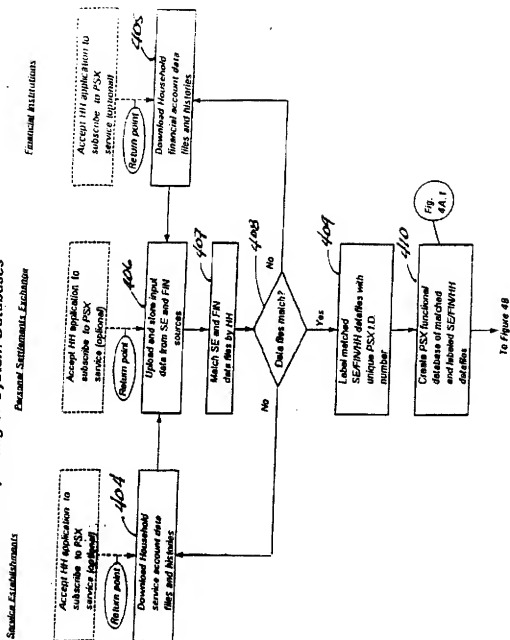 System Databases
Service Establishments
Personal Settlements Exchange
Financial Institutions
Accept HH application to
subscribe to PSX
service (optional)
Return point
404
Download Household
service account data
files and histories
Accept HH application to
subscribe to PSX
service (optional)
Return point
406
Upload and store input
data from SE and FIN
sources
Accept HH application to
subscribe to PSX
service (optional)
Return point
405
Download Household
financial account data
files and histories
407
Match SE and FIN
data files by HH
408
Data files match?
No
No
Yes
409
Label matched
SE/FIN/HH datafiles with
unique PSX I.D.
number
410
Create PSX functional
database of matched
and labeled SE/FIN/HH
datafiles
Fig.
4A.1
To Figure 4B